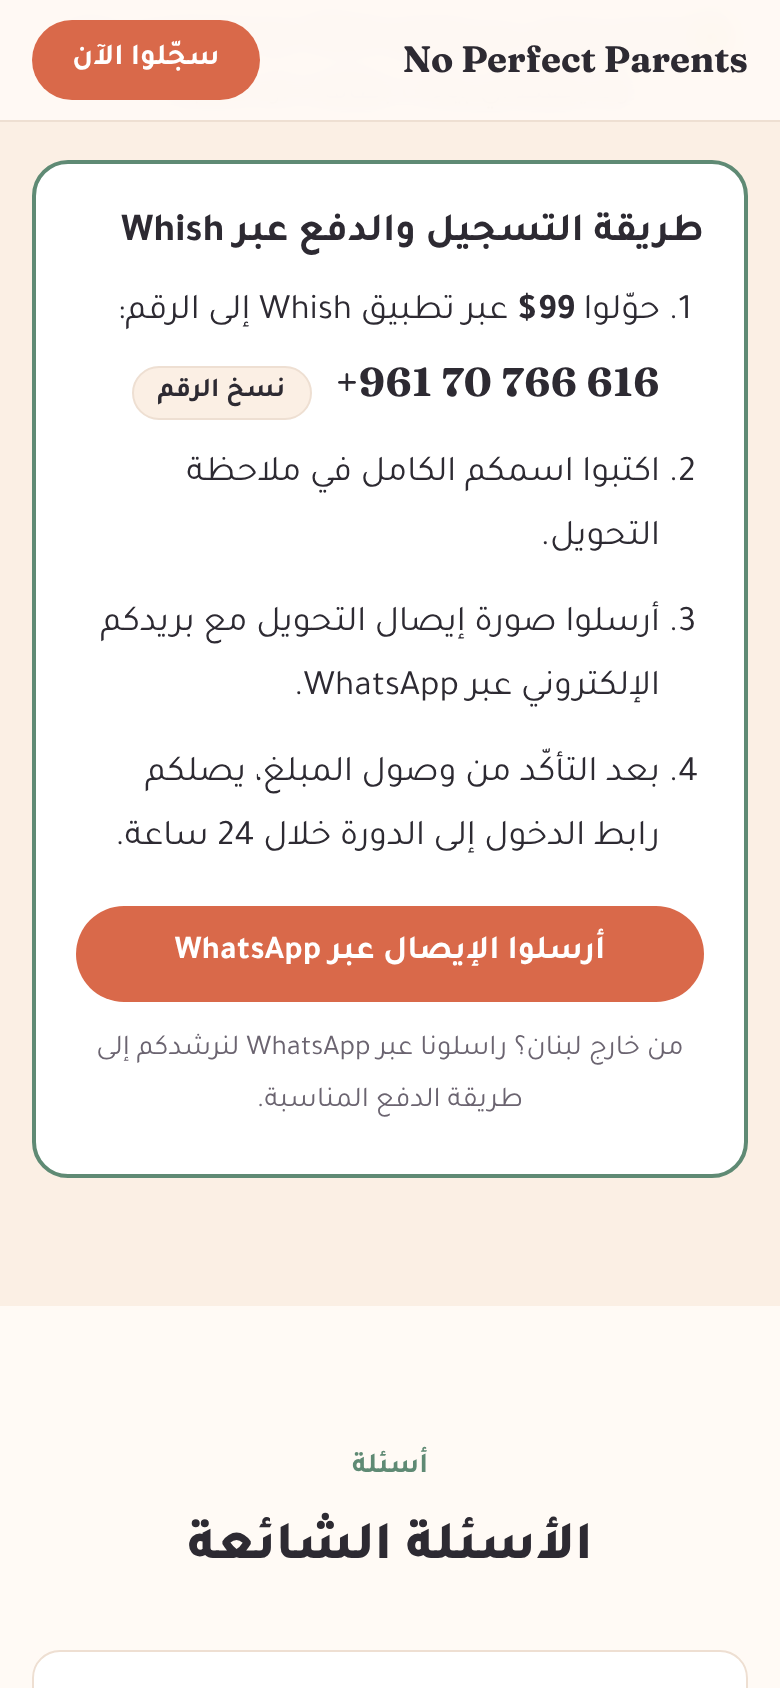 No Perfect Parents
سجّلوا الآن
طريقة التسجيل والدفع عبر Whish
1. حوّلوا $99 عبر تطبيق Whish إلى الرقم:
+961 70 766 616
نسخ الرقم
2. اكتبوا اسمكم الكامل في ملاحظة
التحويل.
3. أرسلوا صورة إيصال التحويل مع بريدكم
الإلكتروني عبر WhatsApp.
4. بعد التأكّد من وصول المبلغ، يصلكم
رابط الدخول إلى الدورة خلال 24 ساعة.
أرسلوا الإيصال عبر WhatsApp
من خارج لبنان؟ راسلونا عبر WhatsApp لنرشدكم إلى
طريقة الدفع المناسبة.
أسئلة
الأسئلة الشائعة